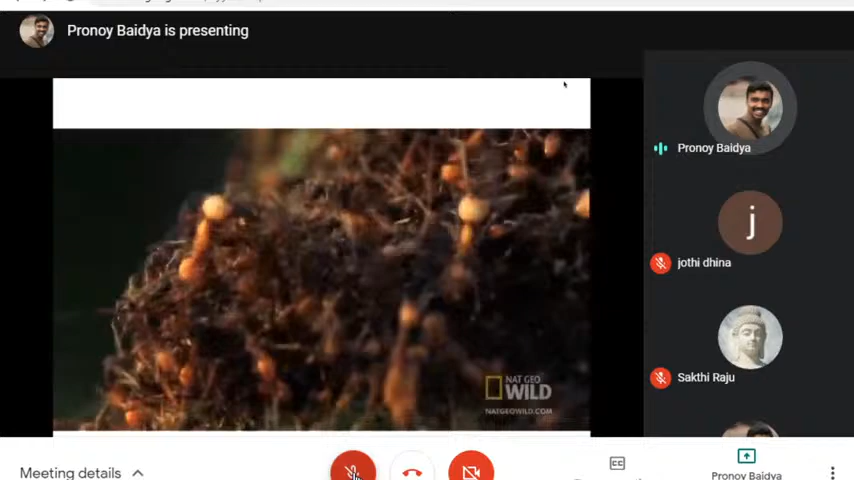 Pronoy Baidya is presenting
Pronoy Baidya
j
jothi dhina
Sakthi Raju
NAT GEO
WILD
NATGEOWILD.COM
CC
Meeting details
Pronoy Baidya